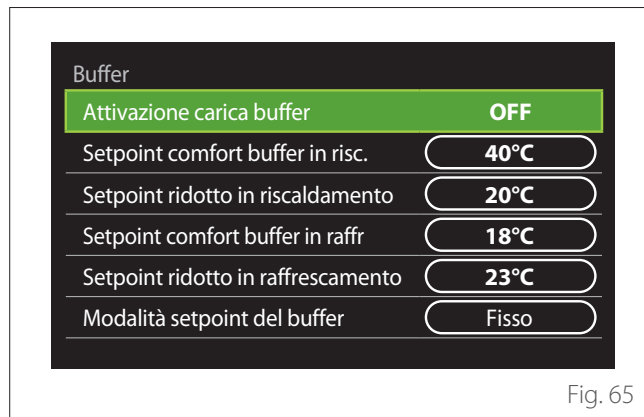 Buffer
Attivazione carica buffer OFF
Setpoint comfort buffer in risc. 40°C
Setpoint ridotto in riscaldamento 20°C
Setpoint comfort buffer in raffr 18°C
Setpoint ridotto in raffrescamento 23°C
Modalità setpoint del buffer Fisso
Fig. 65